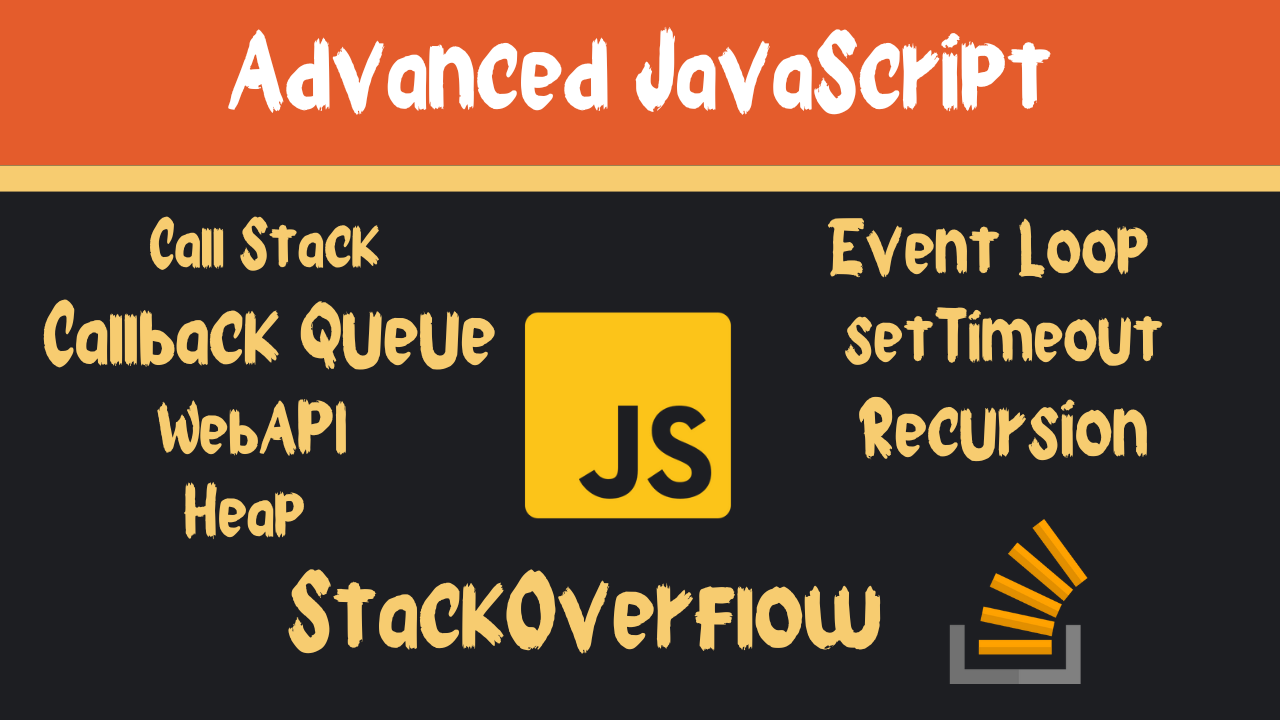 Advanced JavaScript
Call Stack
Callback Queue
WebAPI
Heap
Event Loop
setTimeout
Recursion
JS
StackOverflow